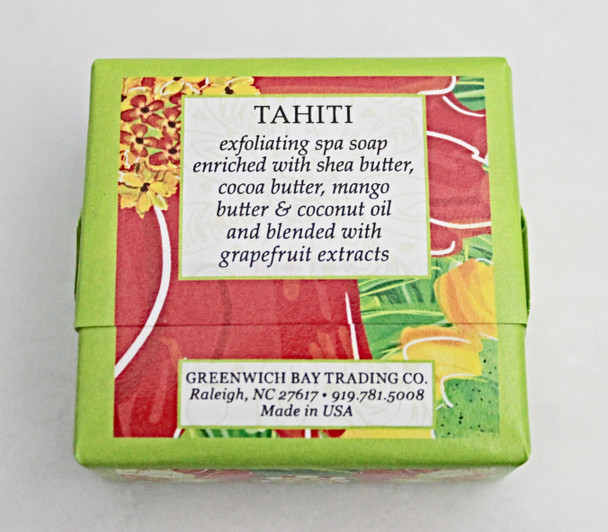 TAHITI
exfoliating spa soap
enriched with shea butter,
cocoa butter, mango
butter & coconut oil
and blended with
grapefruit extracts
GREENWICH BAY TRADING CO.
Raleigh, NC 27617 • 919.781.5008
Made in USA